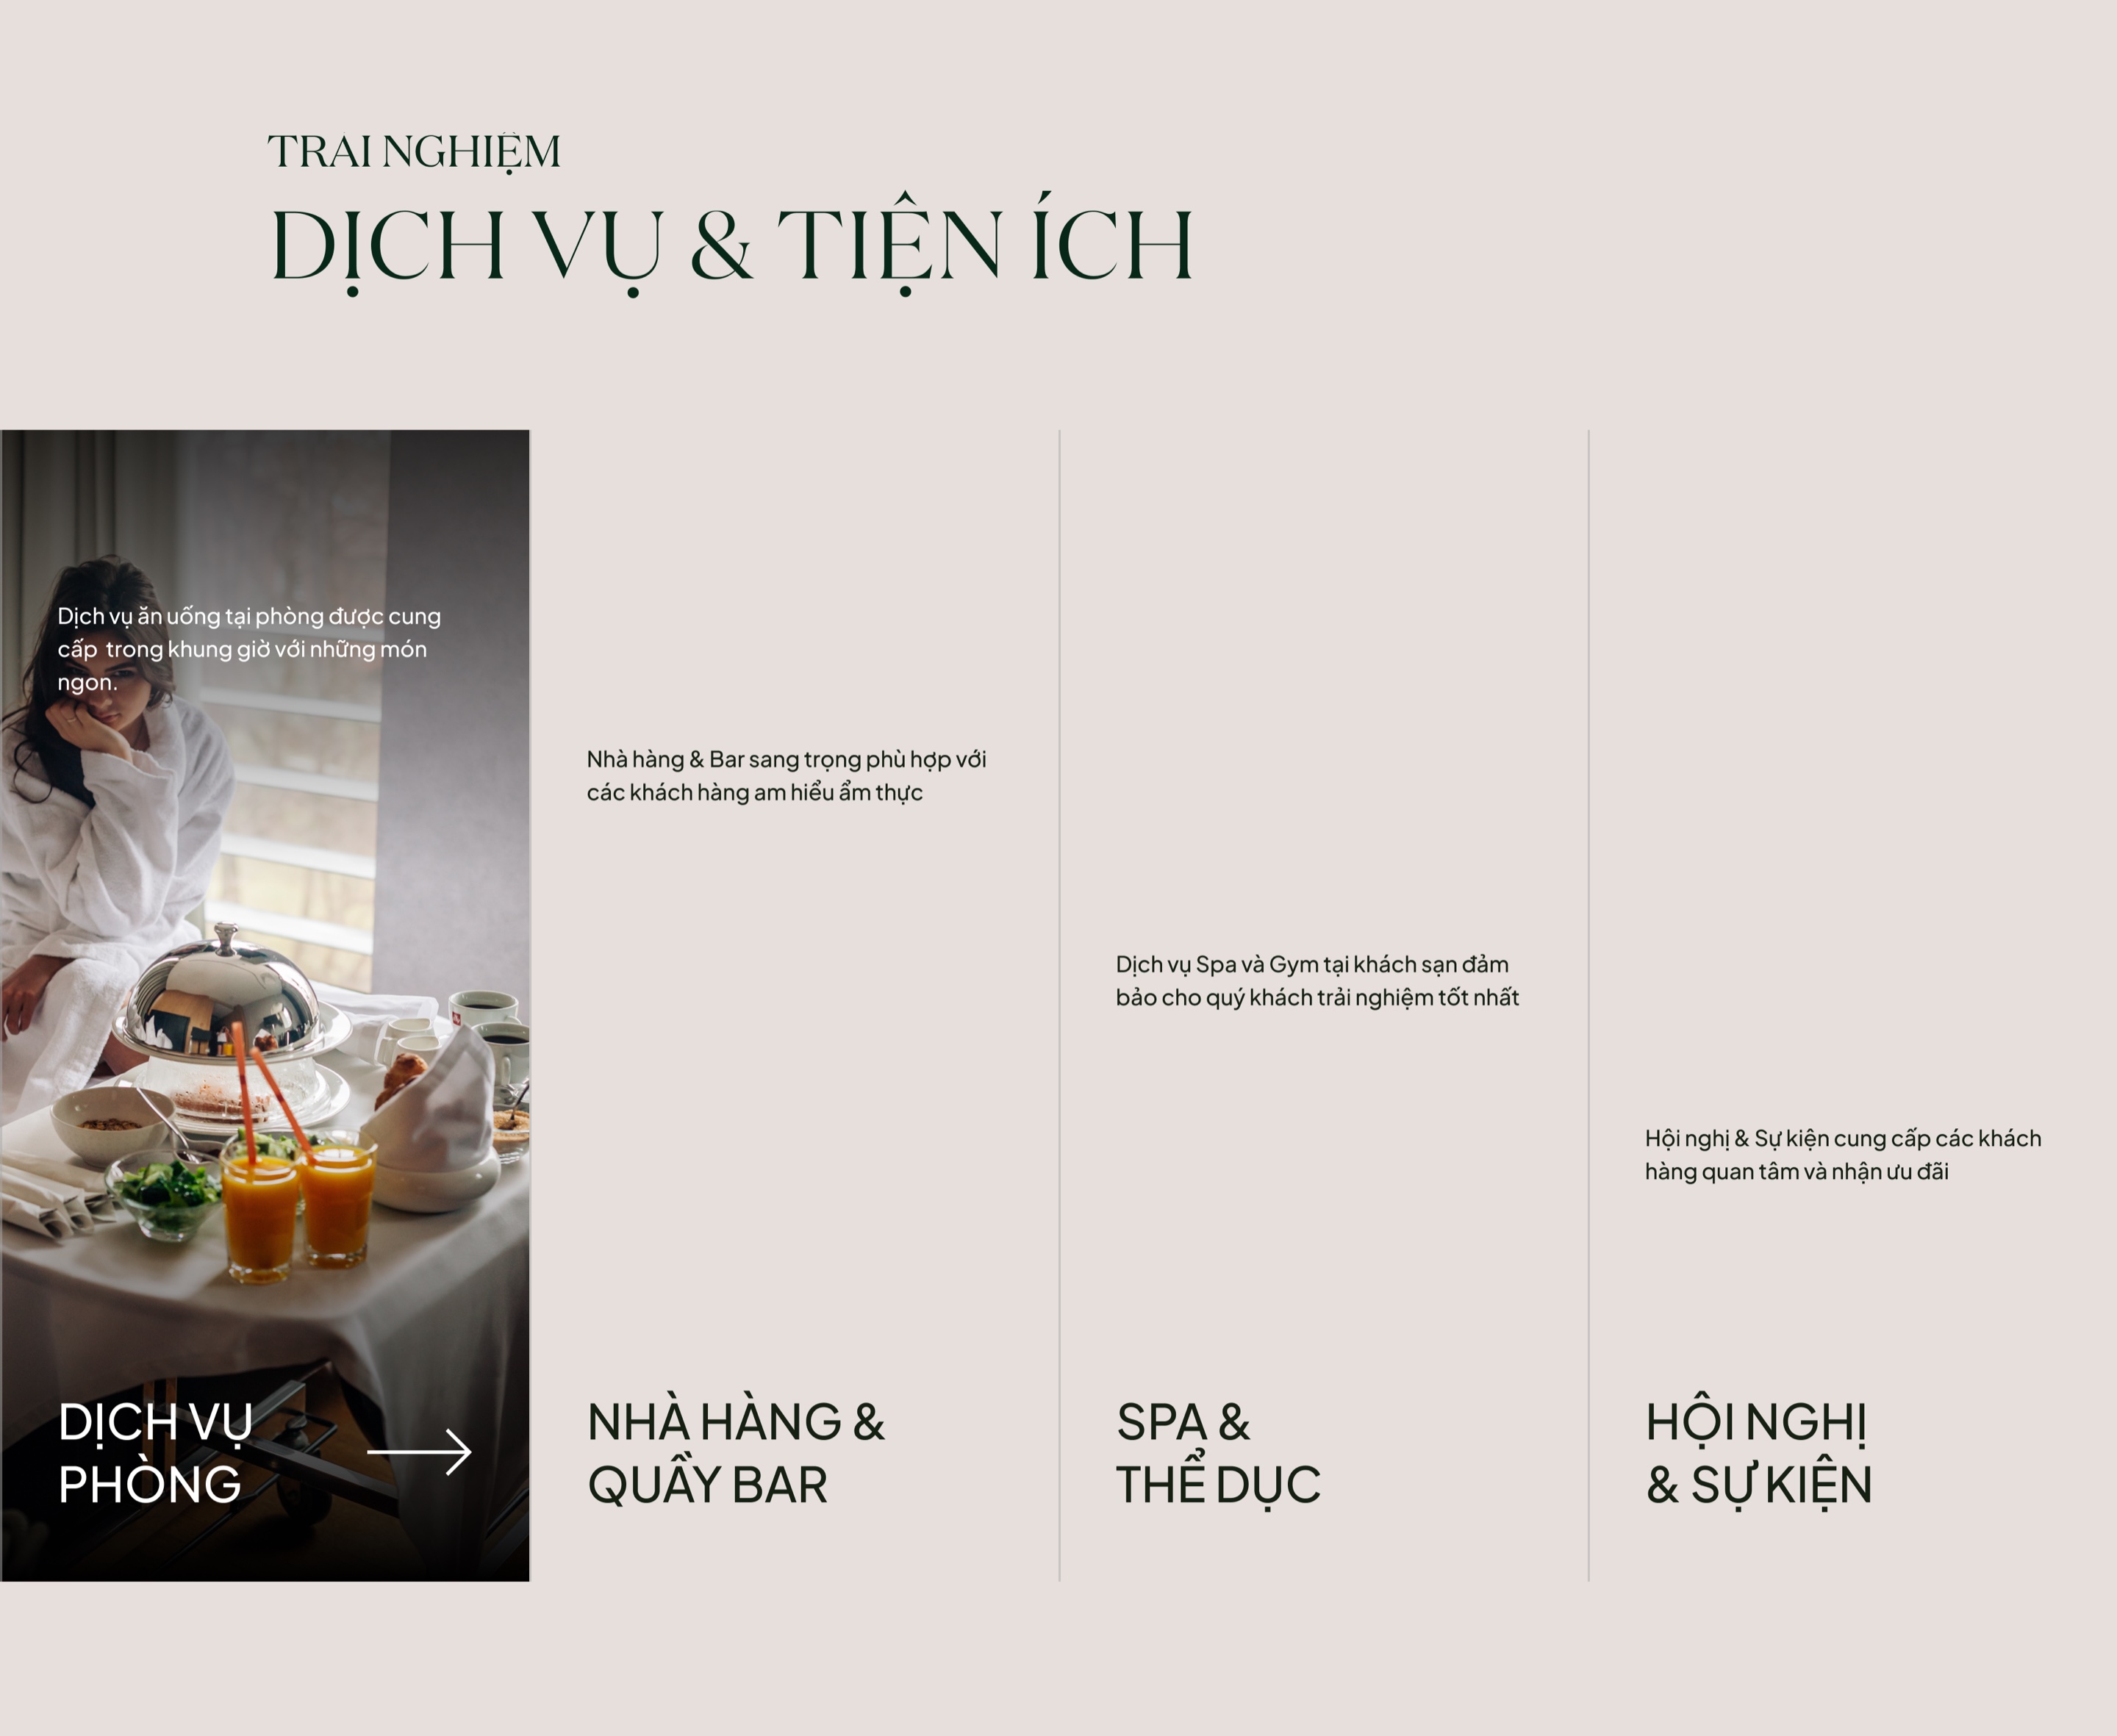 TRẢI NGHIỆM
DỊCH VỤ & TIỆN ÍCH
Dịch vụ ăn uống tại phòng được cung
cấp trong khung giờ với những món
ngon.
DỊCH VỤ
PHÒNG
Nhà hàng & Bar sang trọng phù hợp với
các khách hàng am hiểu ẩm thực
NHÀ HÀNG &
QUẦY BAR
Dịch vụ Spa và Gym tại khách sạn đảm
bảo cho quý khách trải nghiệm tốt nhất
SPA &
THỂ DỤC
Hội nghị & Sự kiện cung cấp các khách
hàng quan tâm và nhận ưu đãi
HỘI NGHỊ
& SỰ KIỆN